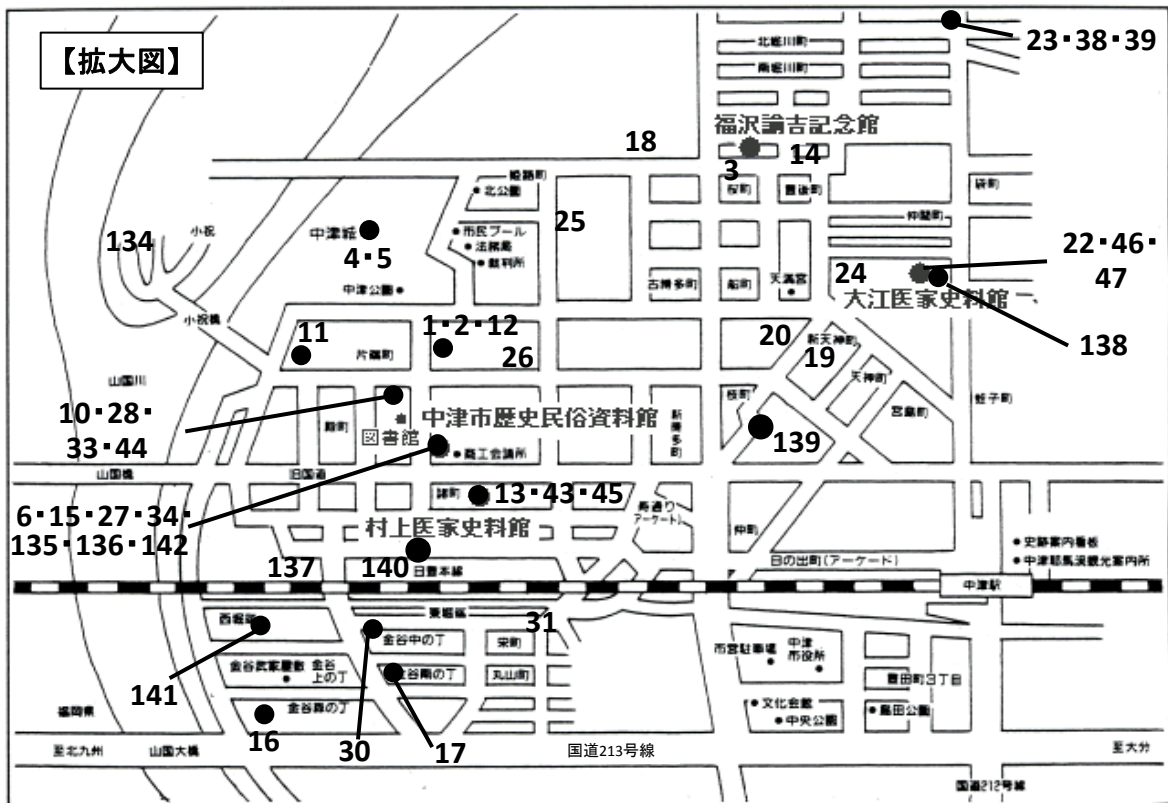 【拡大図】
北堀川町
南堀川町
23・38・39
福沢諭吉記念館
18
3
14
姫路町
北公園
桜町
豊後町
袋町
仲間町
25
中津城
4・5
市民プール
法務局
裁判所
小祝
134
22・46・
47
24
大江医家史料館
138
中津公園
古博多町
船町
天満宮
小祝橋
11
片端町
1・2・12
26
20
新天神町
19
天神町
宮島町
蛭子町
山国川
10・28・
33・44
殿町
図書館
中津市歴史民俗資料館
商工会議所
新博多町
桜町
139
山国橋
旧国道
諸町
13・43・45
6・15・27・34・
135・136・142
村上医家史料館
寿通り
(アーケード)
仲町
日の出町(アーケード)
史跡案内看板
中津耶馬渓観光案内所
137
140
日豊本線
中津駅
西堀端
東堀端
31
141
金谷中の丁
栄町
金谷武家屋敷
金谷
上の丁
金谷南の丁
丸山町
市営駐車場
中津
市役所
豊田町3丁目
福岡県
金谷森の丁
文化会館
中央公園
島田公園
16
30
17
至北九州
山国大橋
国道213号線
至大分
国道212号線